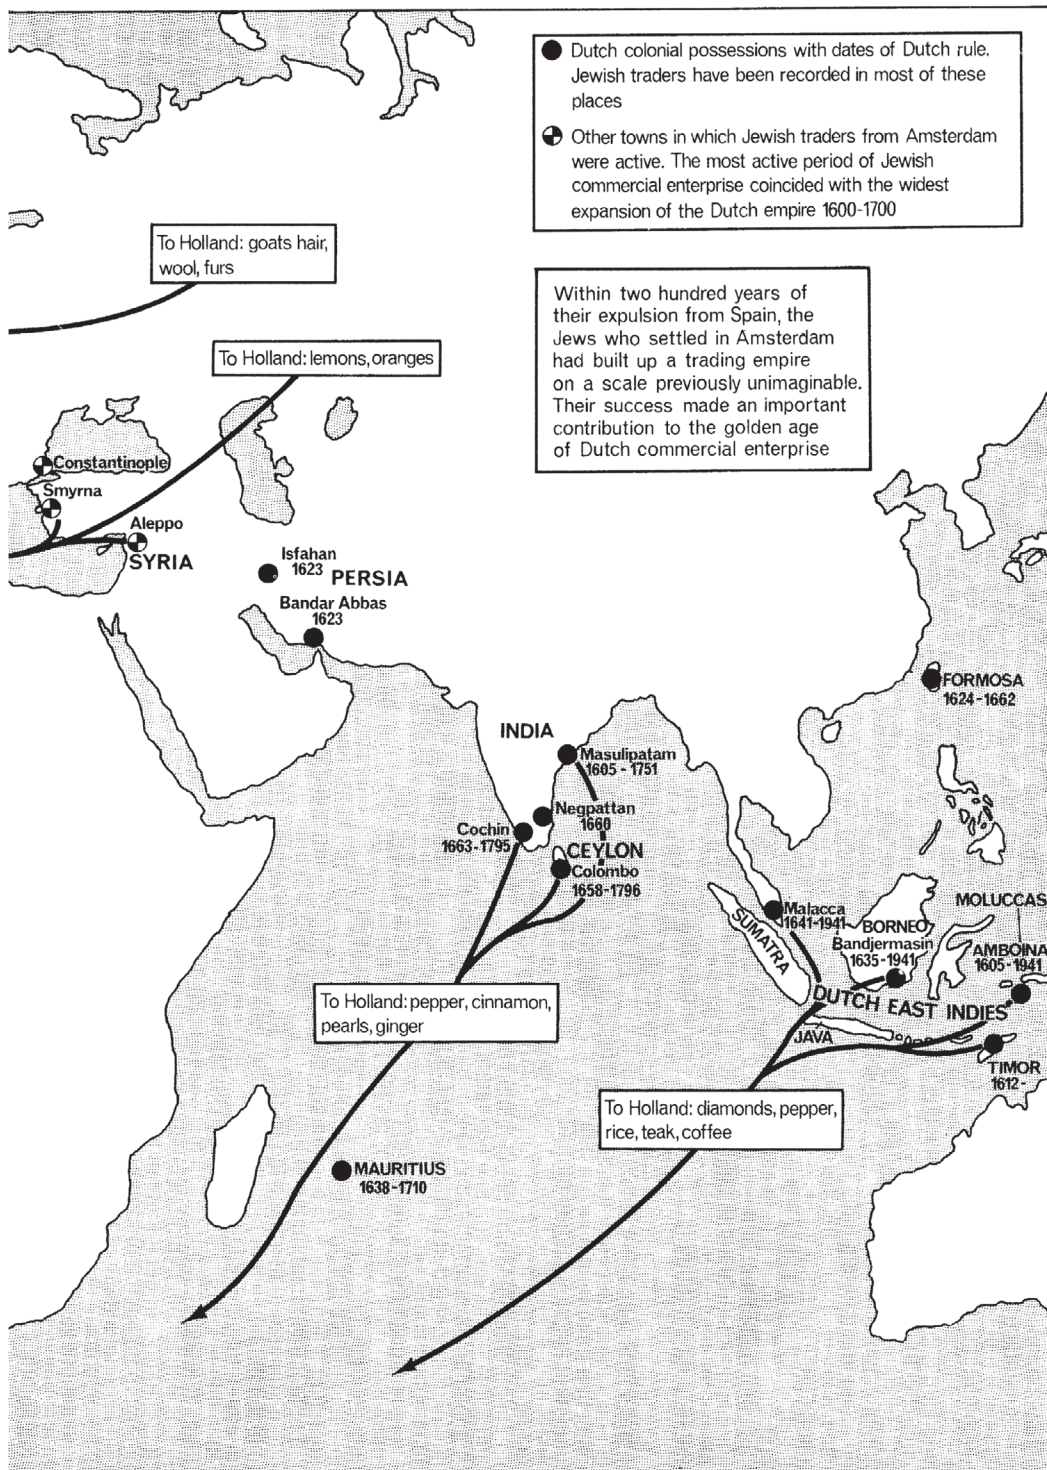 Dutch colonial possessions with dates of Dutch rule.
Jewish traders have been recorded in most of these
places
Other towns in which Jewish traders from Amsterdam
were active. The most active period of Jewish
commercial enterprise coincided with the widest
expansion of the Dutch empire 1600-1700
To Holland: goats hair,
wool, furs
Within two hundred years of
their expulsion from Spain, the
Jews who settled in Amsterdam
had built up a trading empire
on a scale previously unimaginable.
Their success made an important
contribution to the golden age
of Dutch commercial enterprise
To Holland: lemons, oranges
Constantinople
Smyrna
Aleppo
SYRIA
Isfahan
1623
PERSIA
Bandar Abbas
1623
FORMOSA
1624-1662
INDIA
Masulipatam
1605-1751
Negpattan
1660
Cochin
1663-1795
CEYLON
Colombo
1658-1796
Malacca
1641-1941
SUMATRA
BORNEO
Bandjermasin
1635-1941
MOLUCCAS
AMBOINA
1605-1941
DUTCH EAST INDIES
JAVA
TIMOR
1612-
To Holland: pepper, cinnamon,
pearls, ginger
To Holland: diamonds, pepper,
rice, teak, coffee
MAURITIUS
1638-1710